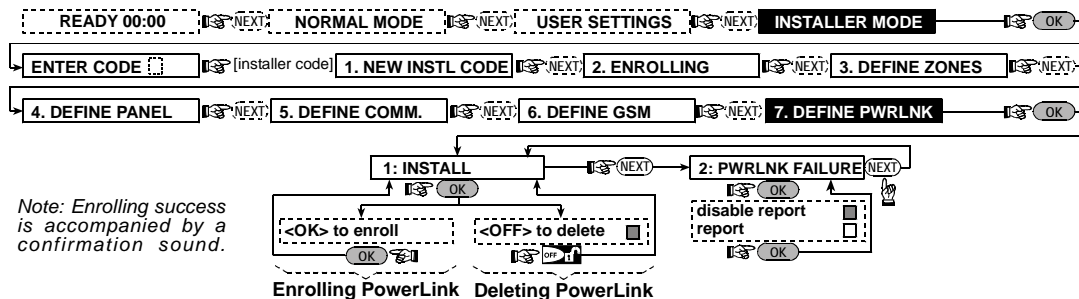 READY 00:00 NEXT NORMAL MODE NEXT USER SETTINGS NEXT INSTALLER MODE OK
ENTER CODE [installer code] 1. NEW INSTL CODE NEXT 2. ENROLLING NEXT 3. DEFINE ZONES NEXT
4. DEFINE PANEL NEXT 5. DEFINE COMM. NEXT 6. DEFINE GSM NEXT 7. DEFINE PWRLNK OK
1: INSTALL NEXT 2: PWRLNK FAILURE NEXT
OK OK
Note: Enrolling success
is accompanied by a
confirmation sound.
<OK> to enroll <OFF> to delete
disable report
report
OK OFF OK
Enrolling PowerLink Deleting PowerLink